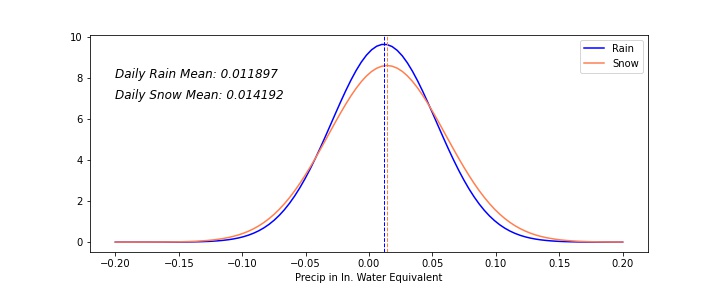 10
8
6
4
2
0
Daily Rain Mean: 0.011897
Daily Snow Mean: 0.014192
Rain
Snow
−0.20 −0.15 −0.10 −0.05 0.00 0.05 0.10 0.15 0.20
Precip in In. Water Equivalent